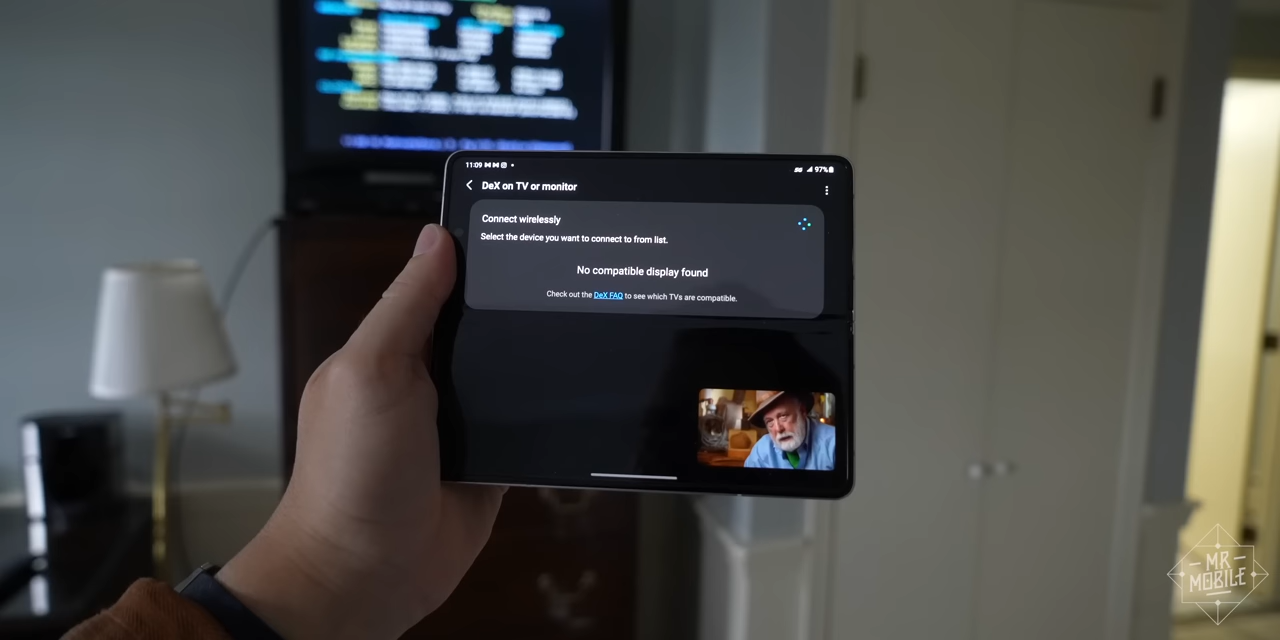 11:09
5G 97%
DeX on TV or monitor
Connect wirelessly
Select the device you want to connect to from list.
No compatible display found
Check out the DeX FAQ to see which TVs are compatible.
MR
MOBILE